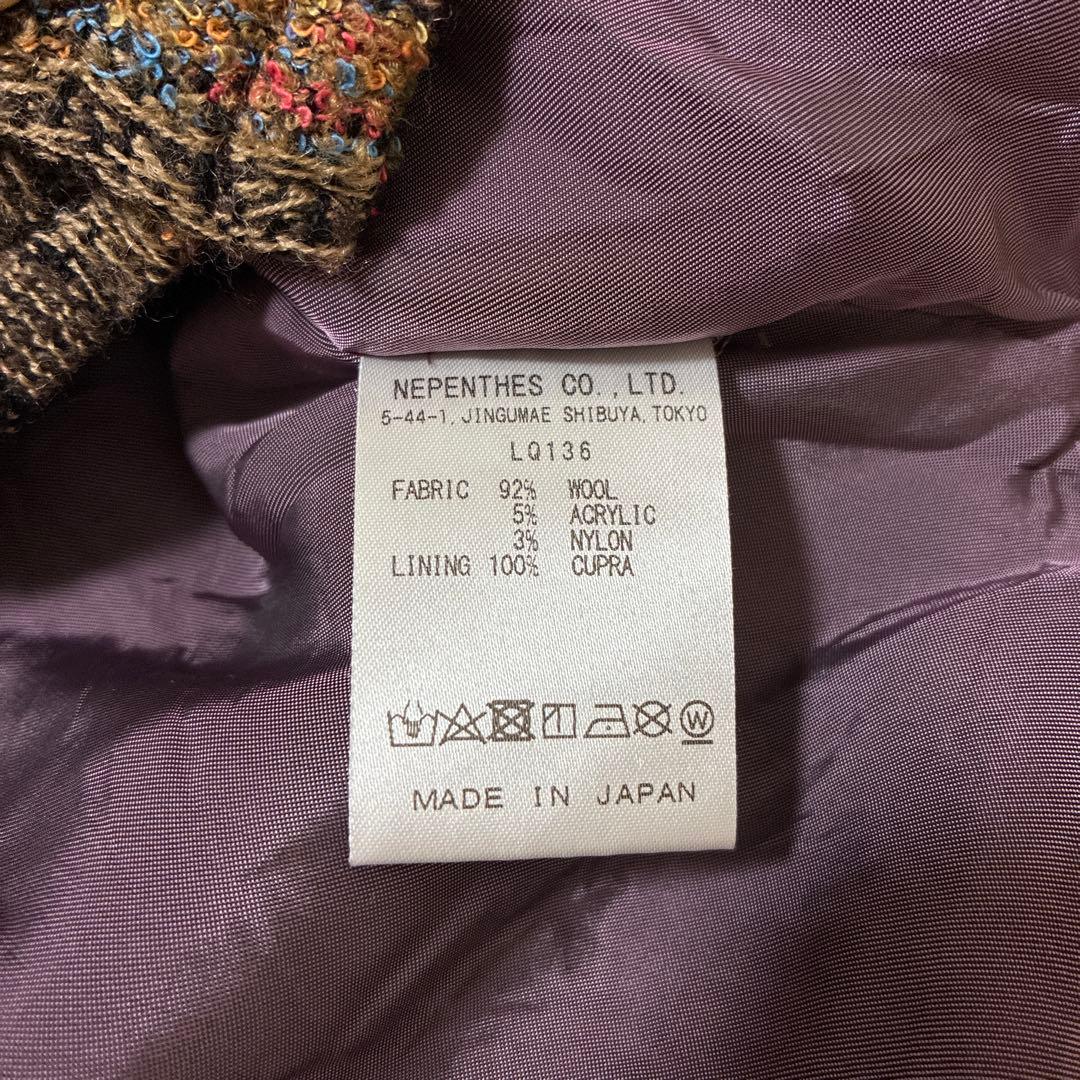 NEPENTHES CO.,LTD.
5-44-1, JINGUMAE SHIBUYA, TOKYO
LQ136
FABRIC 92% WOOL
5% ACRYLIC
3% NYLON
LINING 100% CUPRA
W
MADE IN JAPAN